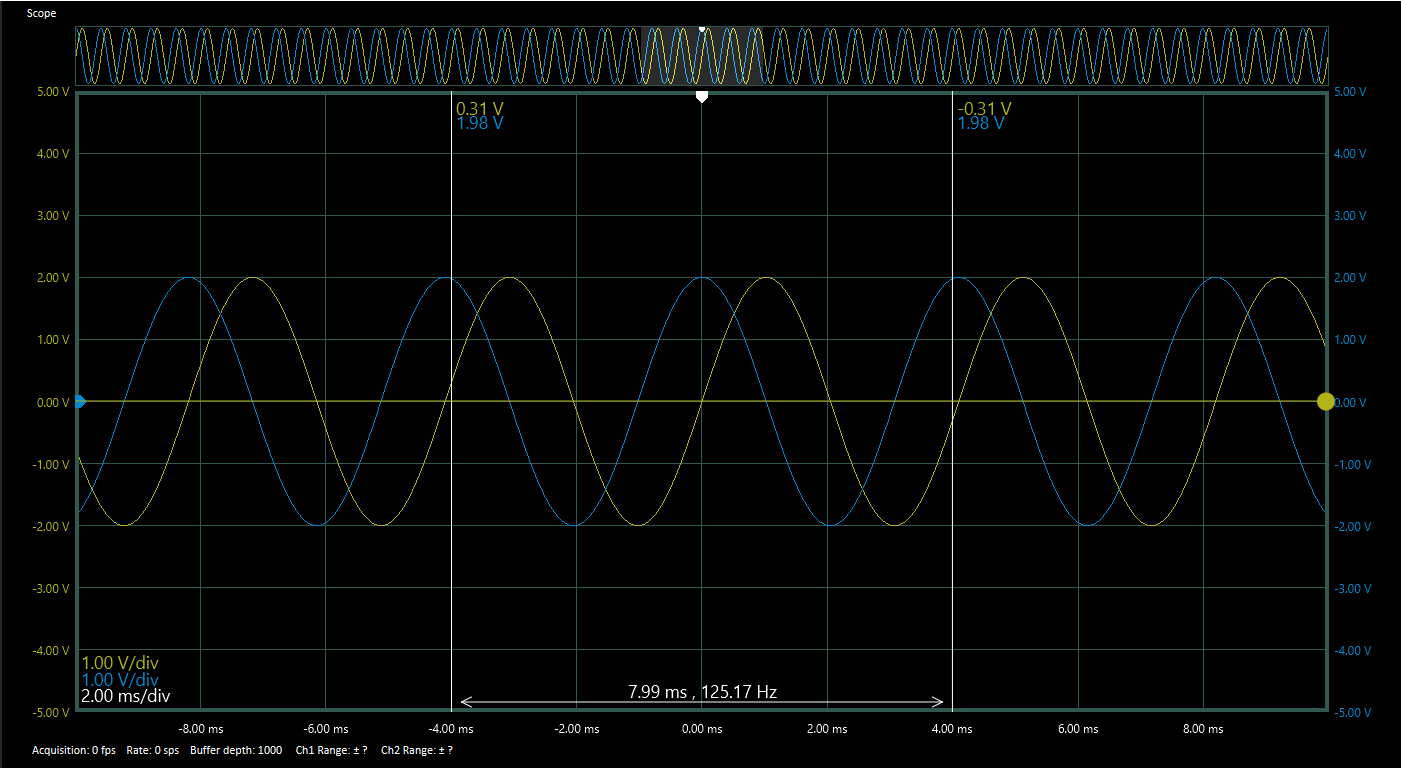 Scope
5.00 V 5.00 V
0.31 V -0.31 V
1.98 V 1.98 V
4.00 V 4.00 V
3.00 V 3.00 V
2.00 V 2.00 V
1.00 V 1.00 V
0.00 V 0.00 V
-1.00 V -1.00 V
-2.00 V -2.00 V
-3.00 V -3.00 V
-4.00 V -4.00 V
1.00 V/div
1.00 V/div
2.00 ms/div 7.99 ms , 125.17 Hz
-5.00 V -5.00 V
-8.00 ms -6.00 ms -4.00 ms -2.00 ms 0.00 ms 2.00 ms 4.00 ms 6.00 ms 8.00 ms
Acquisition: 0 fps Rate: 0 sps Buffer depth: 1000 Ch1 Range: ± ? Ch2 Range: ± ?